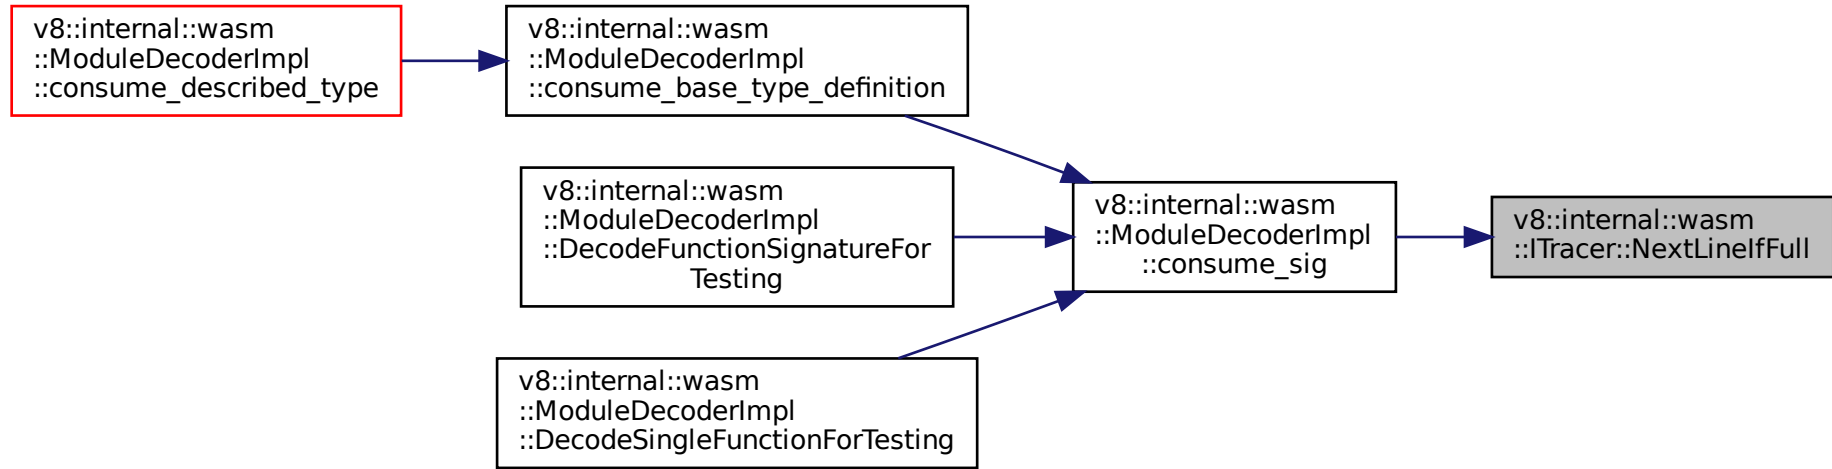 v8::internal::wasm
::ModuleDecoderImpl
::consume_described_type
v8::internal::wasm
::ModuleDecoderImpl
::consume_base_type_definition
v8::internal::wasm
::ModuleDecoderImpl
::DecodeFunctionSignatureFor
Testing
v8::internal::wasm
::ModuleDecoderImpl
::DecodeSingleFunctionForTesting
v8::internal::wasm
::ModuleDecoderImpl
::consume_sig
v8::internal::wasm
::ITracer::NextLineIfFull